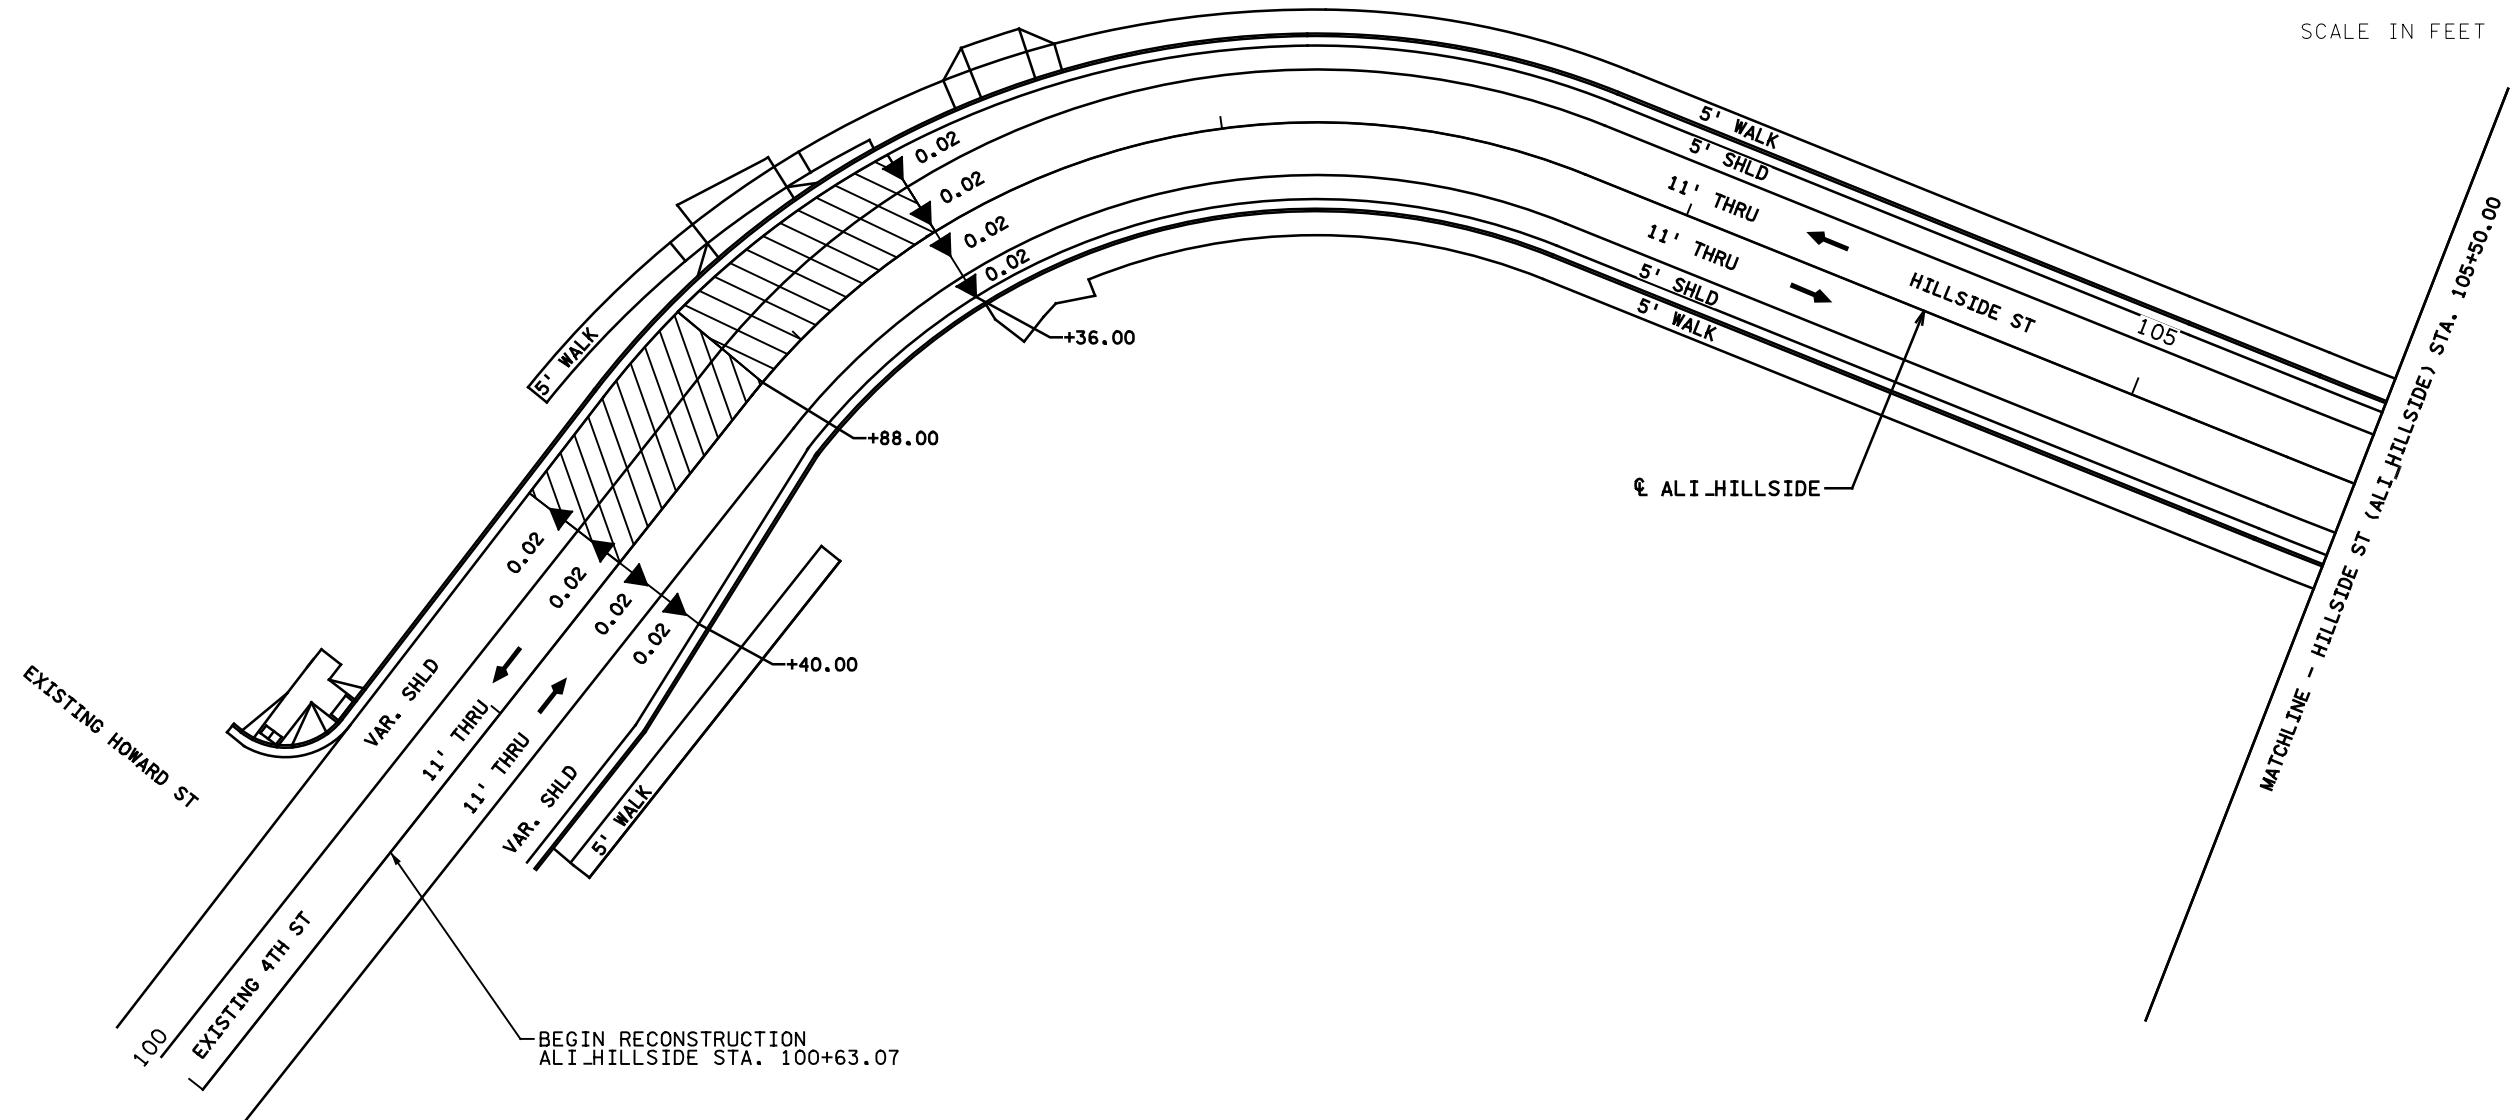 SCALE IN FEET
5' WALK
5' SHLD
11' THRU
11' THRU
5' SHLD
5' WALK
HILLSIDE ST
105
MATCHLINE - HILLSIDE ST (ALI_HILLSIDE) STA. 105+50.00
℄ ALI_HILLSIDE
0.02
0.02
0.02
0.02
+36.00
+88.00
+40.00
5' WALK
0.02
0.02
0.02
0.02
VAR. SHLD
11' THRU
11' THRU
VAR. SHLD
5' WALK
EXISTING HOWARD ST
EXISTING 4TH ST
100
BEGIN RECONSTRUCTION
ALI_HILLSIDE STA. 100+63.07